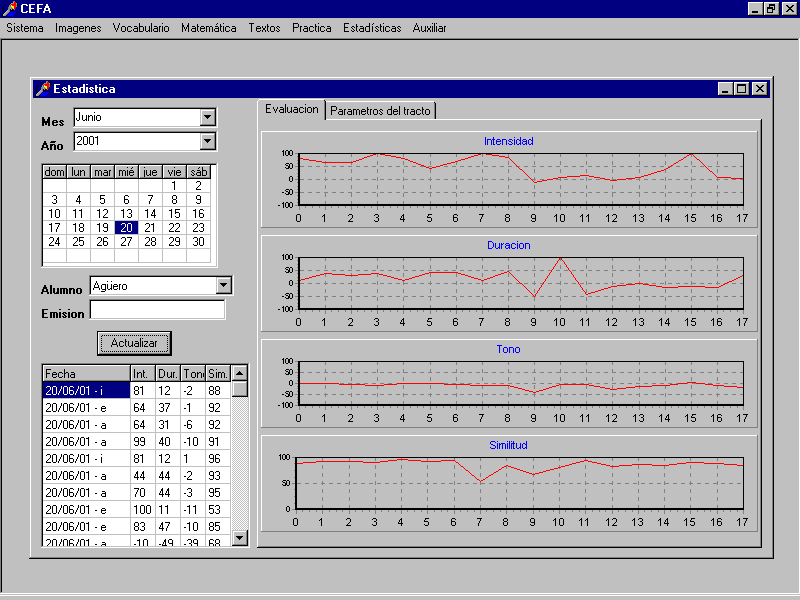 CEFA
Sistema Imagenes Vocabulario Matemática Textos Practica Estadísticas Auxiliar
Estadistica
Mes Junio
Año 2001
dom lun mar mié jue vie sáb
1 2
3 4 5 6 7 8 9
10 11 12 13 14 15 16
17 18 19 20 21 22 23
24 25 26 27 28 29 30
Alumno Agüero
Emision
Actualizar
Fecha Int. Dur. Ton Sim.
20/06/01 - i 81 12 -2 88
20/06/01 - e 64 37 -1 92
20/06/01 - a 64 31 -6 92
20/06/01 - a 99 40 -10 91
20/06/01 - i 81 12 1 96
20/06/01 - a 44 44 -2 93
20/06/01 - a 70 44 -3 95
20/06/01 - e 100 11 -11 53
20/06/01 - e 83 47 -10 85
20/06/01 - a -10 -49 -39 68
Evaluacion Parametros del tracto
Intensidad
100
50
0
-50
-100
0 1 2 3 4 5 6 7 8 9 10 11 12 13 14 15 16 17
Duracion
100
50
0
-50
-100
0 1 2 3 4 5 6 7 8 9 10 11 12 13 14 15 16 17
Tono
100
50
0
-50
-100
0 1 2 3 4 5 6 7 8 9 10 11 12 13 14 15 16 17
Similitud
100
50
0
0 1 2 3 4 5 6 7 8 9 10 11 12 13 14 15 16 17